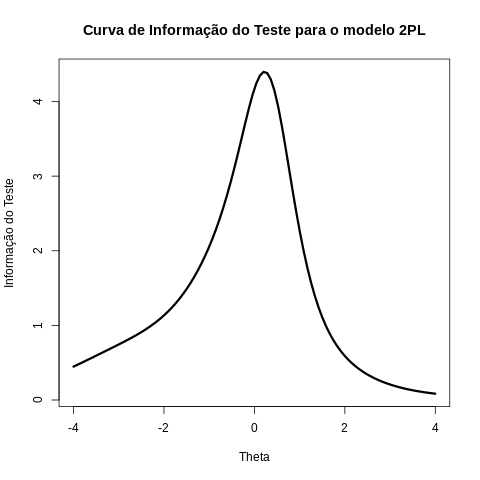 Curva de Informação do Teste para o modelo 2PL
Informação do Teste
4
3
2
1
0
-4 -2 0 2 4
Theta